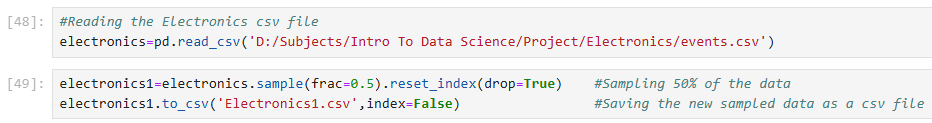 [48]: #Reading the Electronics csv file
electronics=pd.read_csv('D:/Subjects/Intro To Data Science/Project/Electronics/events.csv')
[49]: electronics1=electronics.sample(frac=0.5).reset_index(drop=True)    #Sampling 50% of the data
electronics1.to_csv('Electronics1.csv',index=False)                 #Saving the new sampled data as a csv file